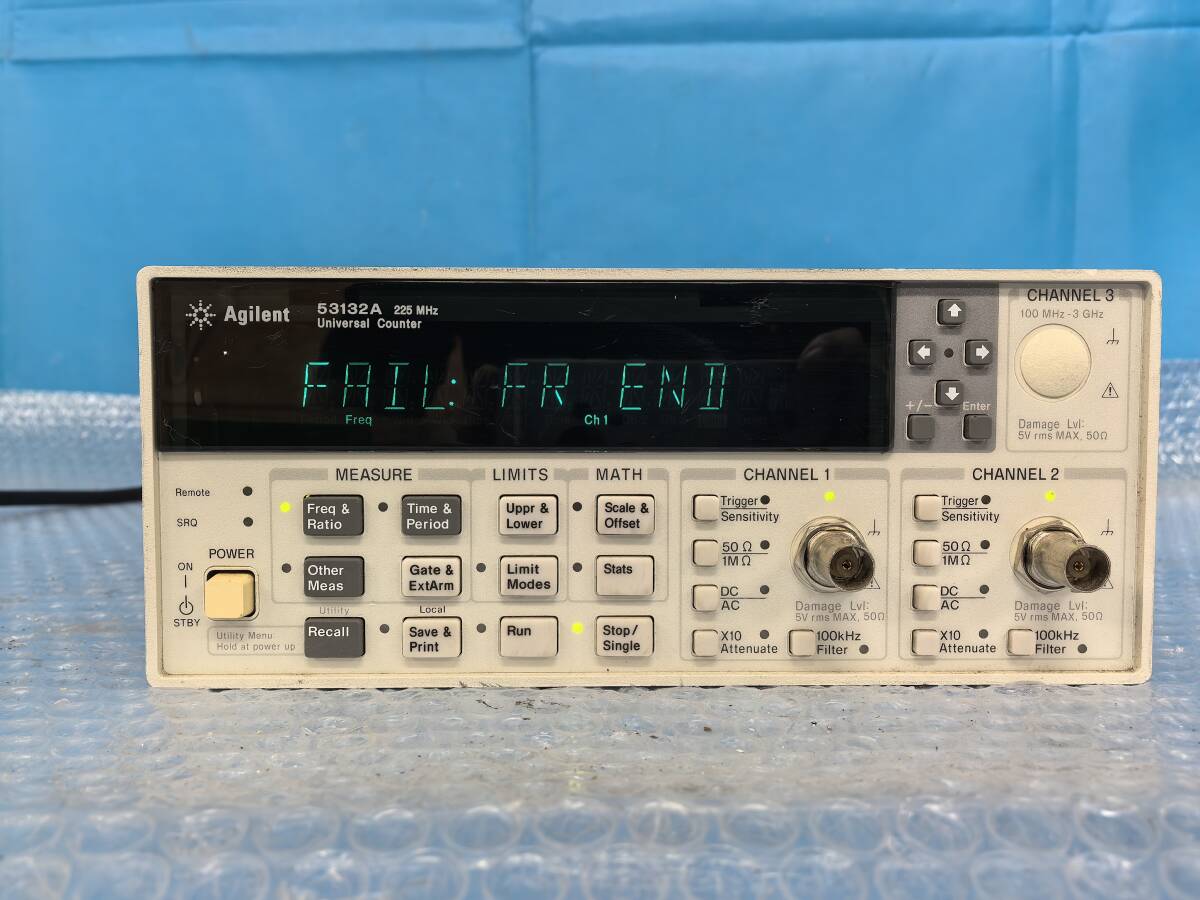 Agilent
53132A 225 MHz
Universal Counter
FAIL: FR END
Freq
Ch1
CHANNEL 3
100 MHz - 3 GHz
+/−
Enter
Damage Lvl:
5V rms MAX, 50Ω
Remote
SRQ
POWER
ON
STBY
Utility Menu
Hold at power up
MEASURE
Freq &
Ratio
Time &
Period
Other
Meas
Gate &
ExtArm
Utility
Recall
Local
Save &
Print
LIMITS
Uppr &
Lower
Limit
Modes
Run
MATH
Scale &
Offset
Stats
Stop/
Single
CHANNEL 1
Trigger
Sensitivity
50 Ω
1MΩ
DC
AC
X10
Attenuate
100kHz
Filter
Damage Lvl:
5V rms MAX, 50Ω
CHANNEL 2
Trigger
Sensitivity
50 Ω
1MΩ
DC
AC
X10
Attenuate
100kHz
Filter
Damage Lvl:
5V rms MAX, 50Ω